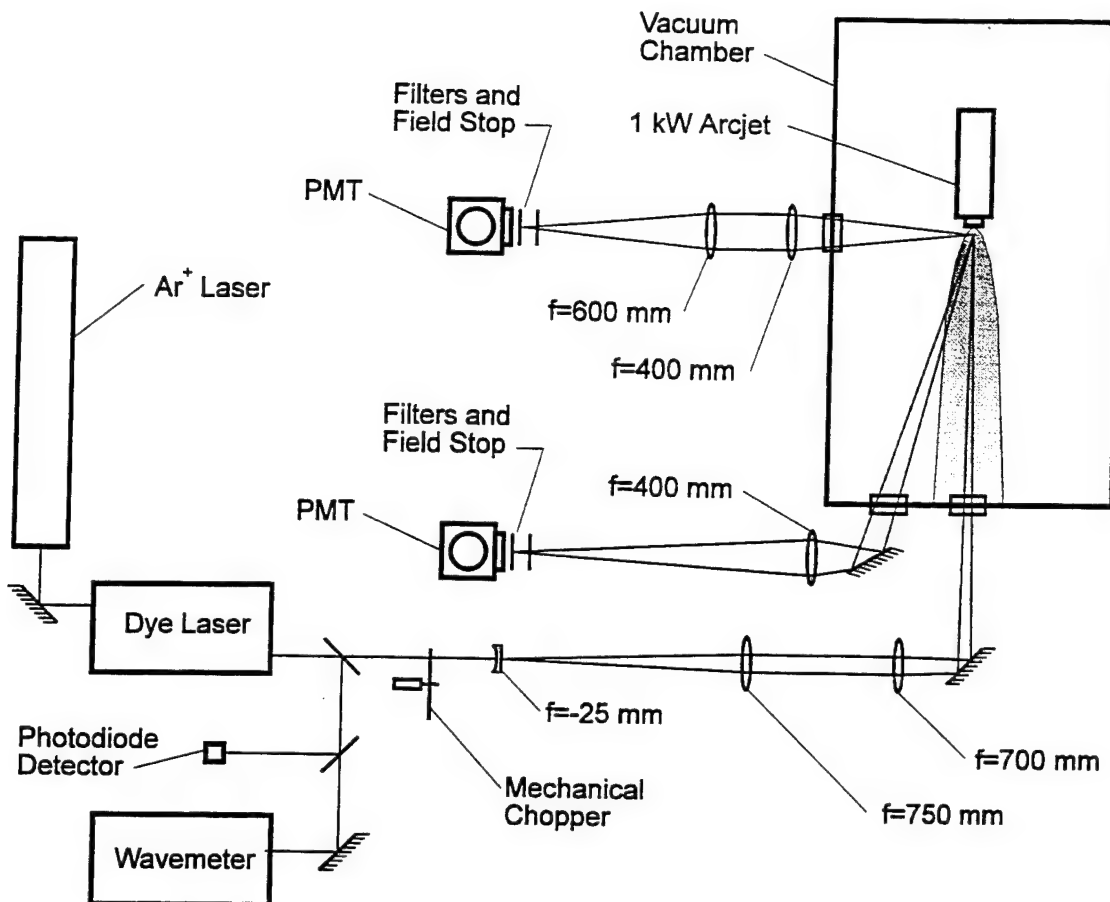 Vacuum
Chamber
Filters and
Field Stop
1 kW Arcjet
PMT
Ar⁺ Laser
f=600 mm
f=400 mm
Filters and
Field Stop
f=400 mm
PMT
Dye Laser
f=-25 mm
Photodiode
Detector
f=700 mm
Mechanical
Chopper
f=750 mm
Wavemeter